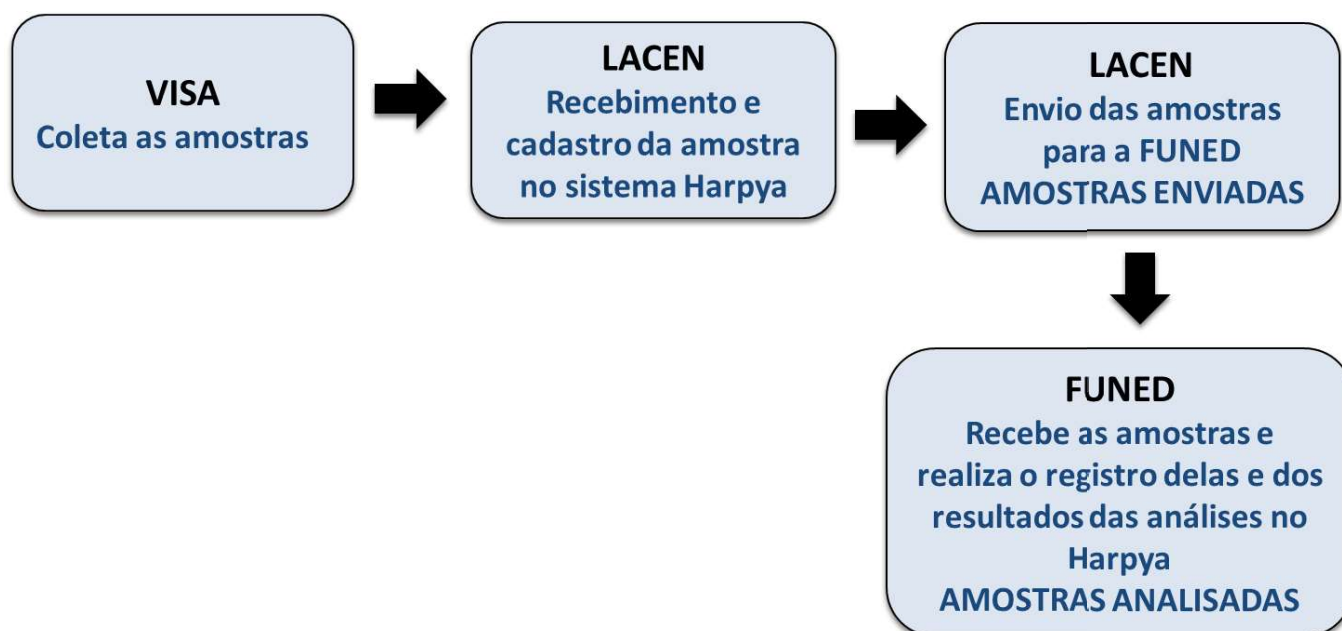 VISA
Coleta as amostras
LACEN
Recebimento e
cadastro da amostra
no sistema Harpya
LACEN
Envio das amostras
para a FUNED
AMOSTRAS ENVIADAS
FUNED
Recebe as amostras e
realiza o registro delas e dos
resultados das análises no
Harpya
AMOSTRAS ANALISADAS